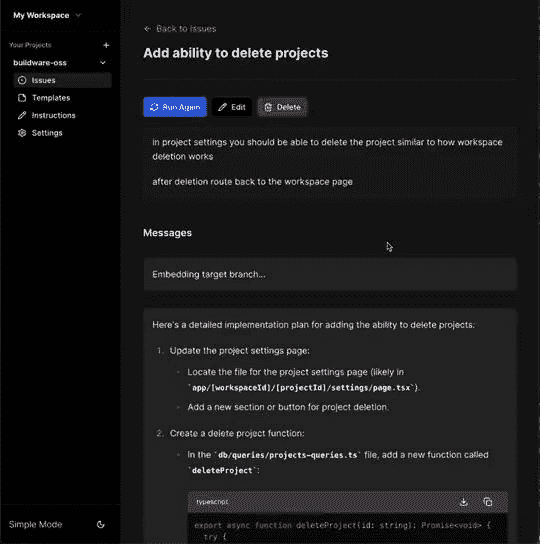 My Workspace
Your Projects
buildware-oss
Issues
Templates
Instructions
Settings
Simple Mode
Back to Issues
Add ability to delete projects
Run Again
Edit
Delete
in project settings you should be able to delete the project similar to how workspace
deletion works
after deletion route back to the workspace page
Messages
Embedding target branch...
Here's a detailed implementation plan for adding the ability to delete projects:
1. Update the project settings page:
Locate the file for the project settings page (likely in
`app/[workspaceId]/[projectId]/settings/page.tsx`).
Add a new section or button for project deletion.
2. Create a delete project function:
In the `db/queries/projects-queries.ts` file, add a new function called
`deleteProject`:
typescript
export async function deleteProject(id: string): Promise<void> {
try {